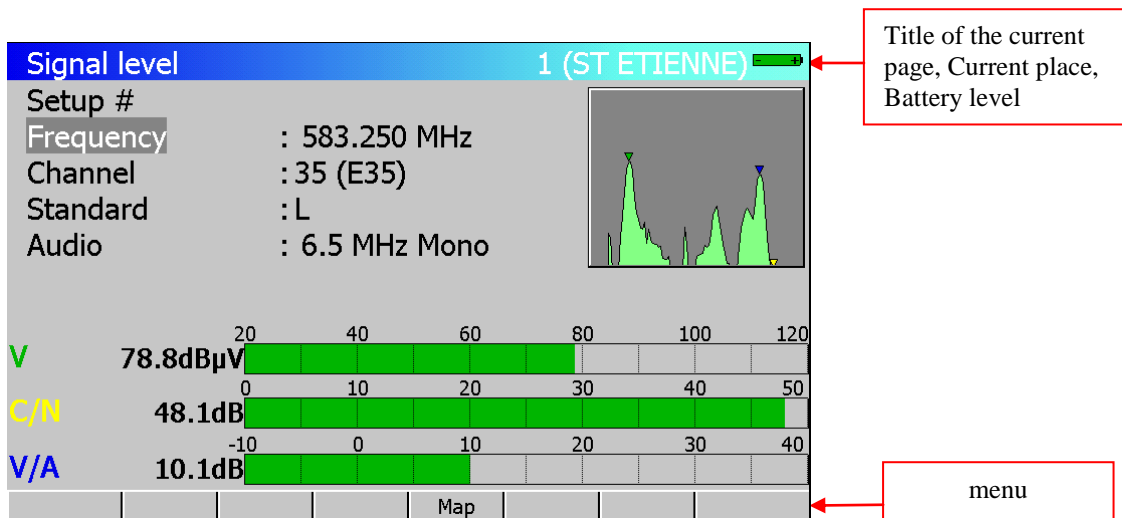 Signal level 1 (ST ETIENNE) - +
Title of the current
page, Current place,
Battery level
Setup #
Frequency : 583.250 MHz
Channel : 35 (E35)
Standard : L
Audio : 6.5 MHz Mono
20 40 60 80 100 120
V 78.8dBµV
0 10 20 30 40 50
C/N 48.1dB
-10 0 10 20 30 40
V/A 10.1dB
Map
menu